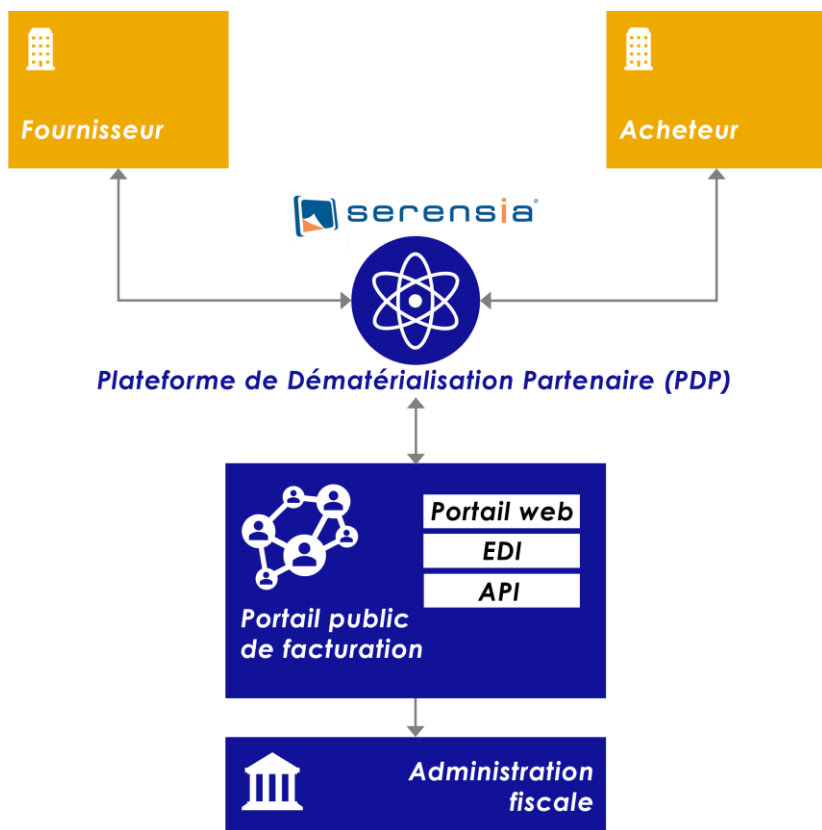 Fournisseur
Acheteur
serensia®
Plateforme de Dématérialisation Partenaire (PDP)
Portail web
EDI
API
Portail public
de facturation
Administration
fiscale